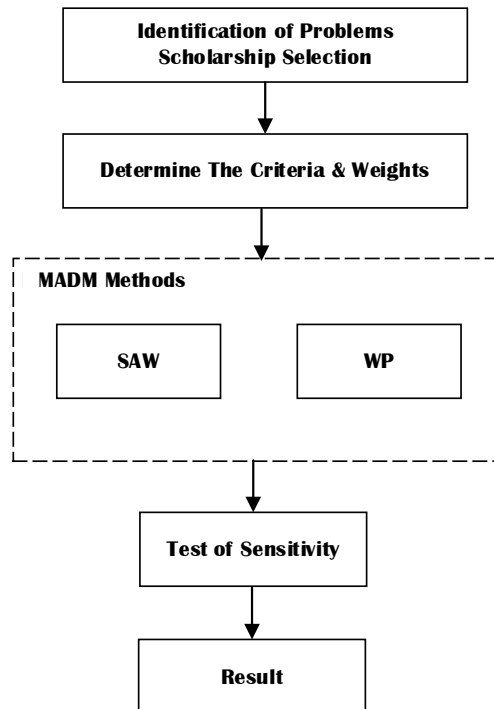 Identification of Problems
Scholarship Selection
Determine The Criteria & Weights
MADM Methods
SAW
WP
Test of Sensitivity
Result